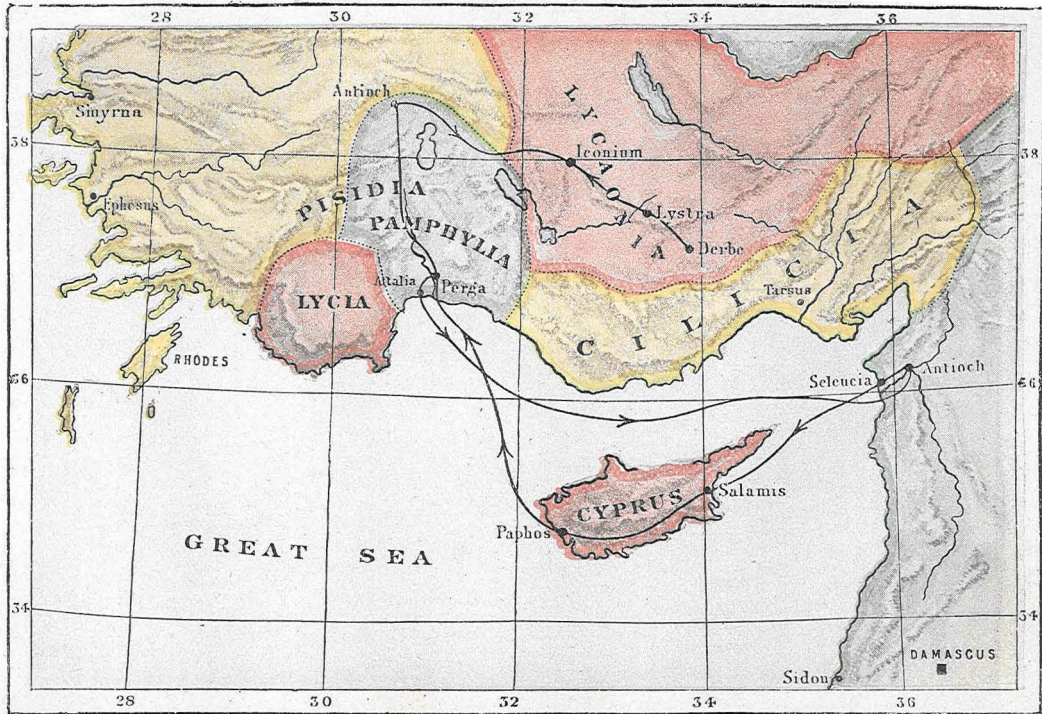 28 30 32 34 36
Antinch
Smyrna
LYCAONIA
38 Iconium 38
PISIDIA
Ephesus
PAMPHYLIA
Lystra
Derbe
CILICIA
Tarsus
Attalia
Perga
LYCIA
RHODES
Seleucia
Antioch
36 36
CYPRUS
Salamis
Paphos
GREAT SEA
34 34
DAMASCUS
Sidon
28 30 32 34 36